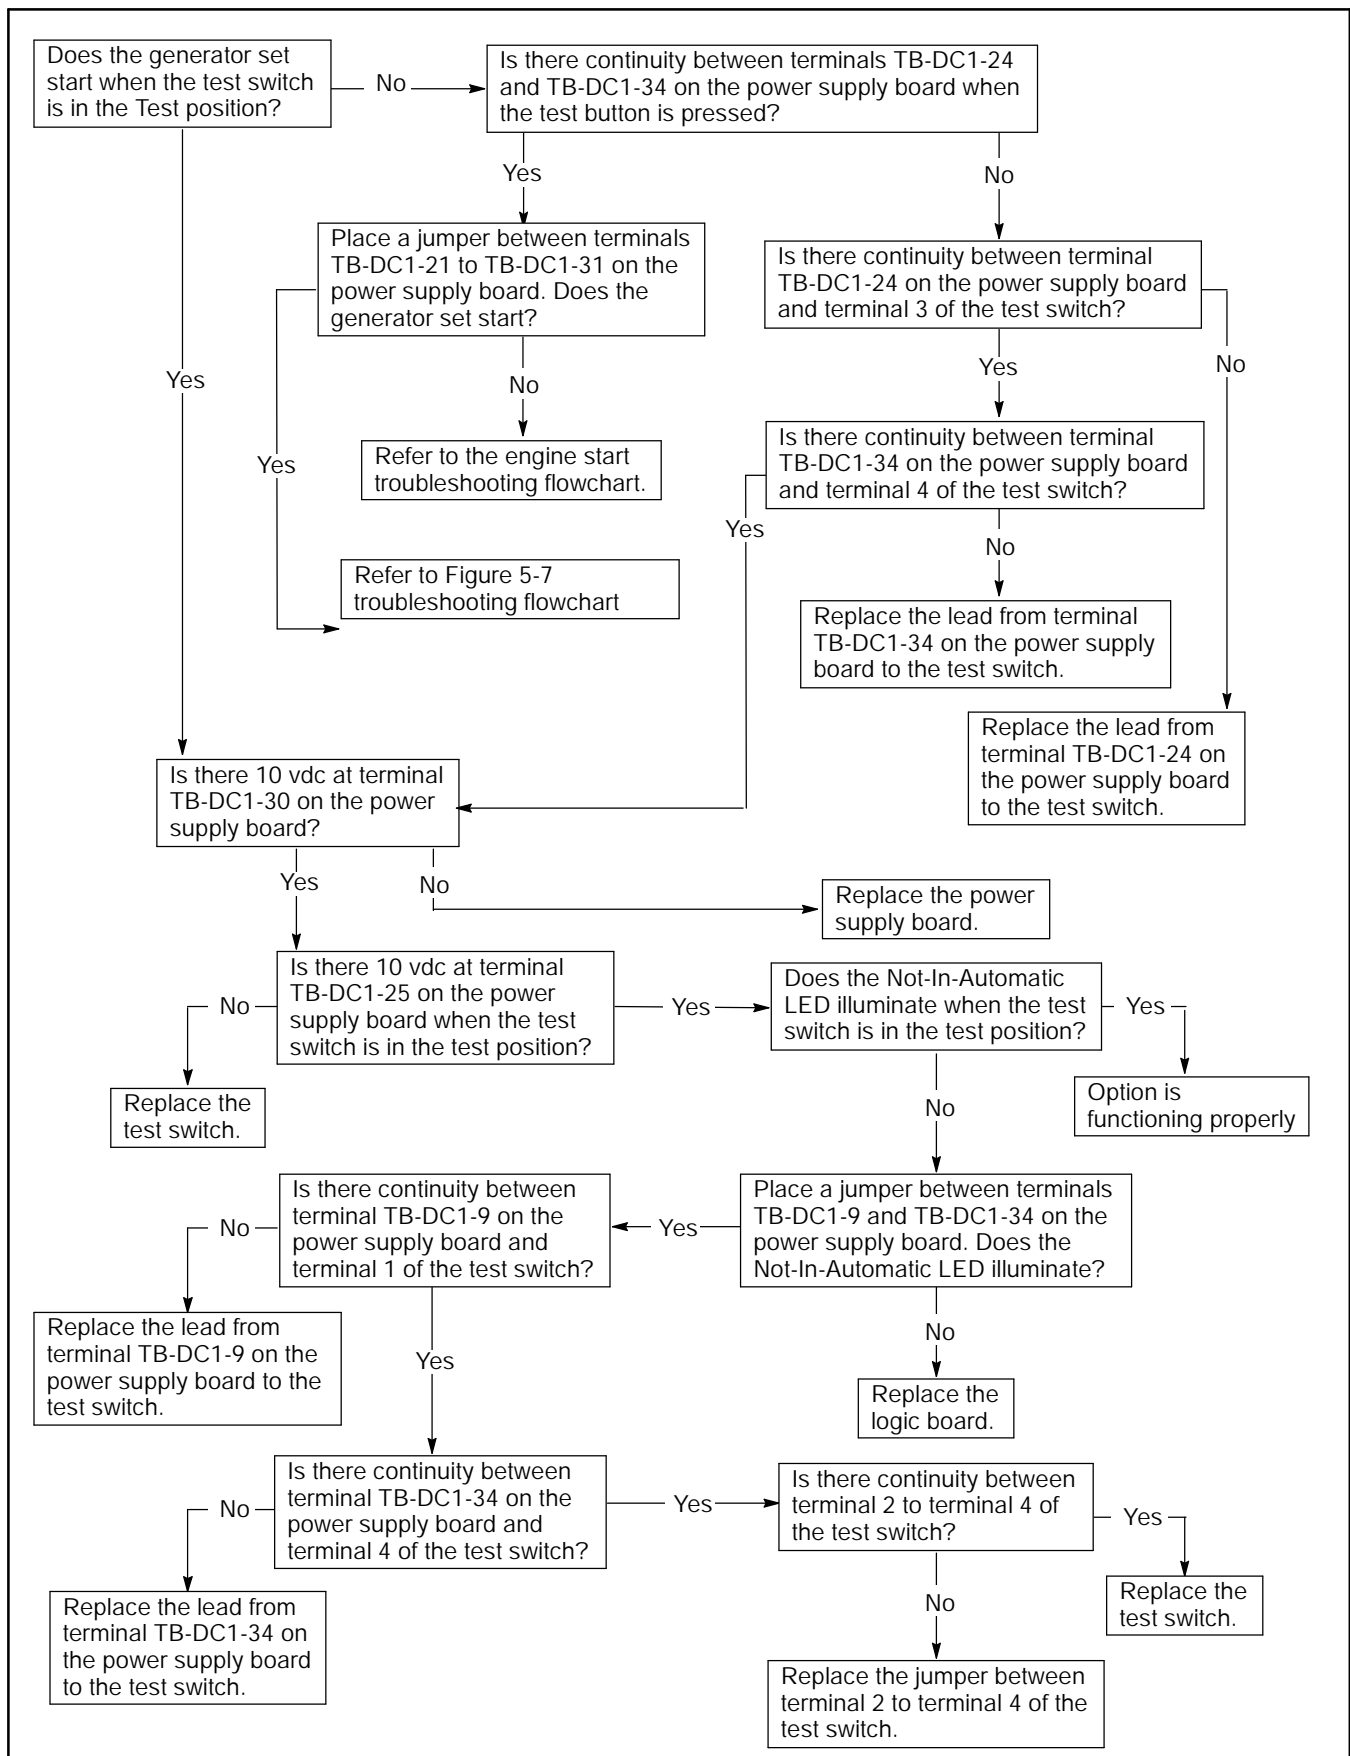 Does the generator set
start when the test switch
is in the Test position?
No
Is there continuity between terminals TB-DC1-24
and TB-DC1-34 on the power supply board when
the test button is pressed?
Yes
No
Place a jumper between terminals
TB-DC1-21 to TB-DC1-31 on the
power supply board. Does the
generator set start?
Is there continuity between terminal
TB-DC1-24 on the power supply board
and terminal 3 of the test switch?
Yes
No
Yes
No
Yes
Refer to the engine start
troubleshooting flowchart.
Is there continuity between terminal
TB-DC1-34 on the power supply board
and terminal 4 of the test switch?
Yes
No
Refer to Figure 5-7
troubleshooting flowchart
Replace the lead from terminal
TB-DC1-34 on the power supply
board to the test switch.
Replace the lead from
terminal TB-DC1-24 on
the power supply board
to the test switch.
Is there 10 vdc at terminal
TB-DC1-30 on the power
supply board?
Yes
No
Replace the power
supply board.
Is there 10 vdc at terminal
TB-DC1-25 on the power
supply board when the test
switch is in the test position?
No
Yes
Does the Not-In-Automatic
LED illuminate when the test
switch is in the test position?
Yes
Replace the
test switch.
No
Option is
functioning properly
Is there continuity between
terminal TB-DC1-9 on the
power supply board and
terminal 1 of the test switch?
No
Yes
Place a jumper between terminals
TB-DC1-9 and TB-DC1-34 on the
power supply board. Does the
Not-In-Automatic LED illuminate?
Replace the lead from
terminal TB-DC1-9 on the
power supply board to the
test switch.
Yes
No
Replace the
logic board.
Is there continuity between
terminal TB-DC1-34 on the
power supply board and
terminal 4 of the test switch?
No
Yes
Is there continuity between
terminal 2 to terminal 4 of
the test switch?
Yes
Replace the lead from
terminal TB-DC1-34 on
the power supply board
to the test switch.
No
Replace the
test switch.
Replace the jumper between
terminal 2 to terminal 4 of the
test switch.